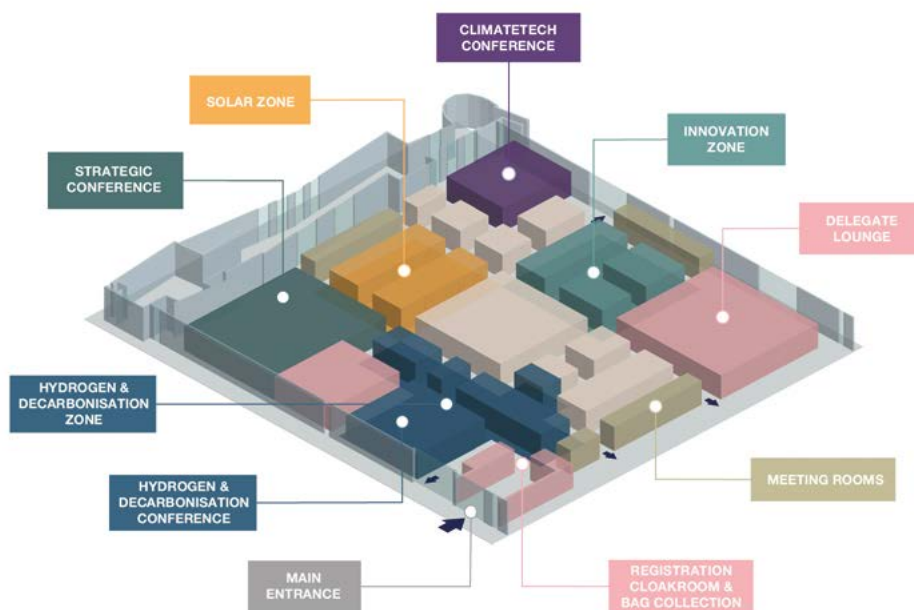 CLIMATETECH
CONFERENCE
SOLAR ZONE
INNOVATION
ZONE
STRATEGIC
CONFERENCE
DELEGATE
LOUNGE
HYDROGEN &
DECARBONISATION
ZONE
MEETING ROOMS
HYDROGEN &
DECARBONISATION
CONFERENCE
MAIN
ENTRANCE
REGISTRATION
CLOAKROOM &
BAG COLLECTION